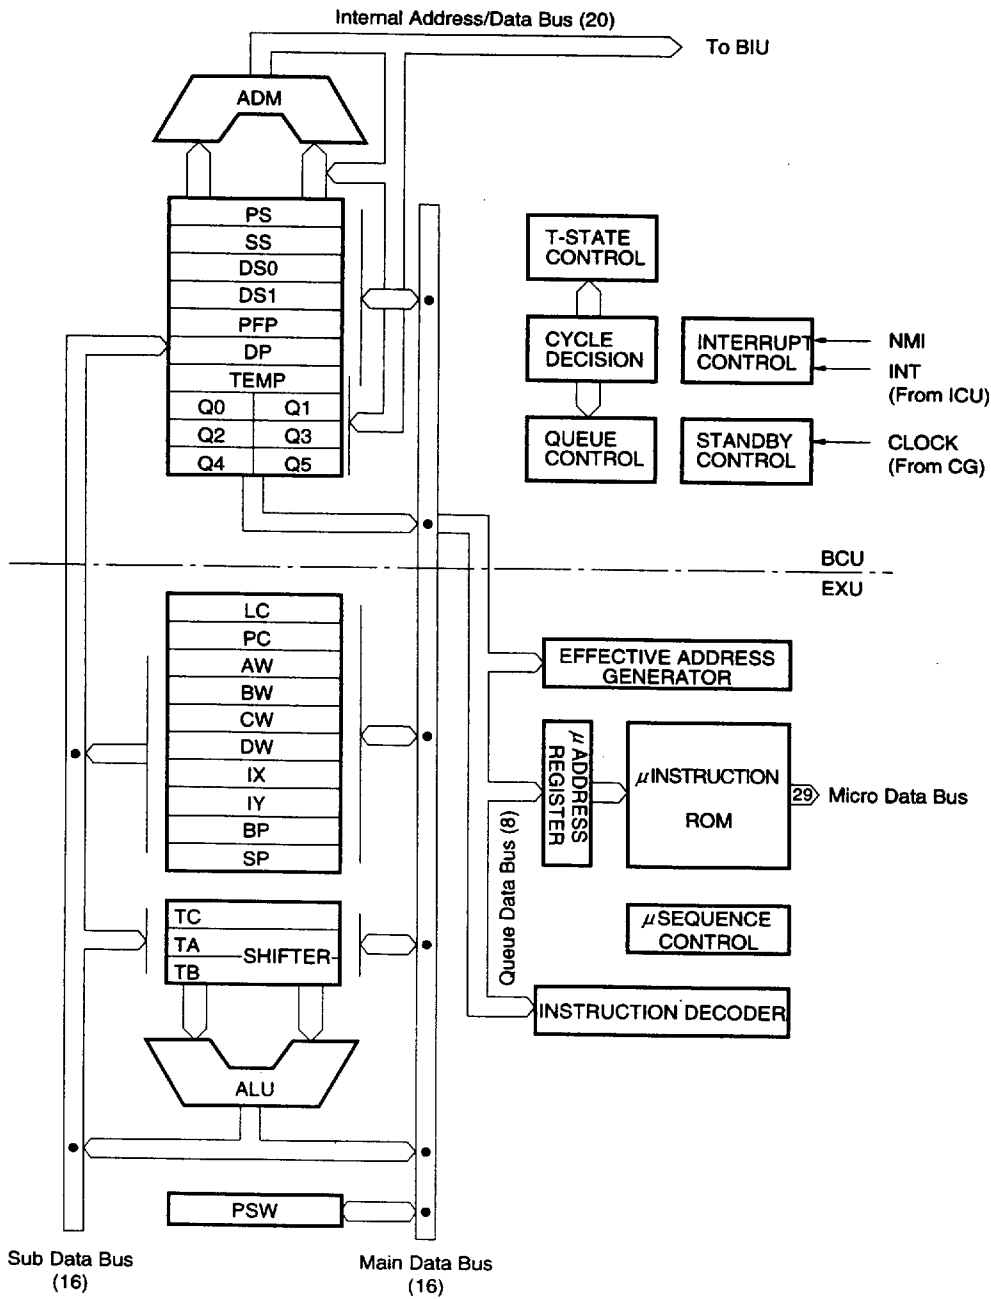 Internal Address/Data Bus (20)
To BIU
ADM
PS
SS
DS0
DS1
PFP
DP
TEMP
Q0 Q1
Q2 Q3
Q4 Q5
T-STATE
CONTROL
CYCLE
DECISION
QUEUE
CONTROL
INTERRUPT
CONTROL
NMI
INT
(From ICU)
STANDBY
CONTROL
CLOCK
(From CG)
BCU
EXU
LC
PC
AW
BW
CW
DW
IX
IY
BP
SP
EFFECTIVE ADDRESS
GENERATOR
μ ADDRESS
REGISTER
μ INSTRUCTION
ROM
29
Micro Data Bus
Queue Data Bus (8)
μ SEQUENCE
CONTROL
INSTRUCTION DECODER
TC
TA
SHIFTER
TB
ALU
PSW
Sub Data Bus
(16)
Main Data Bus
(16)